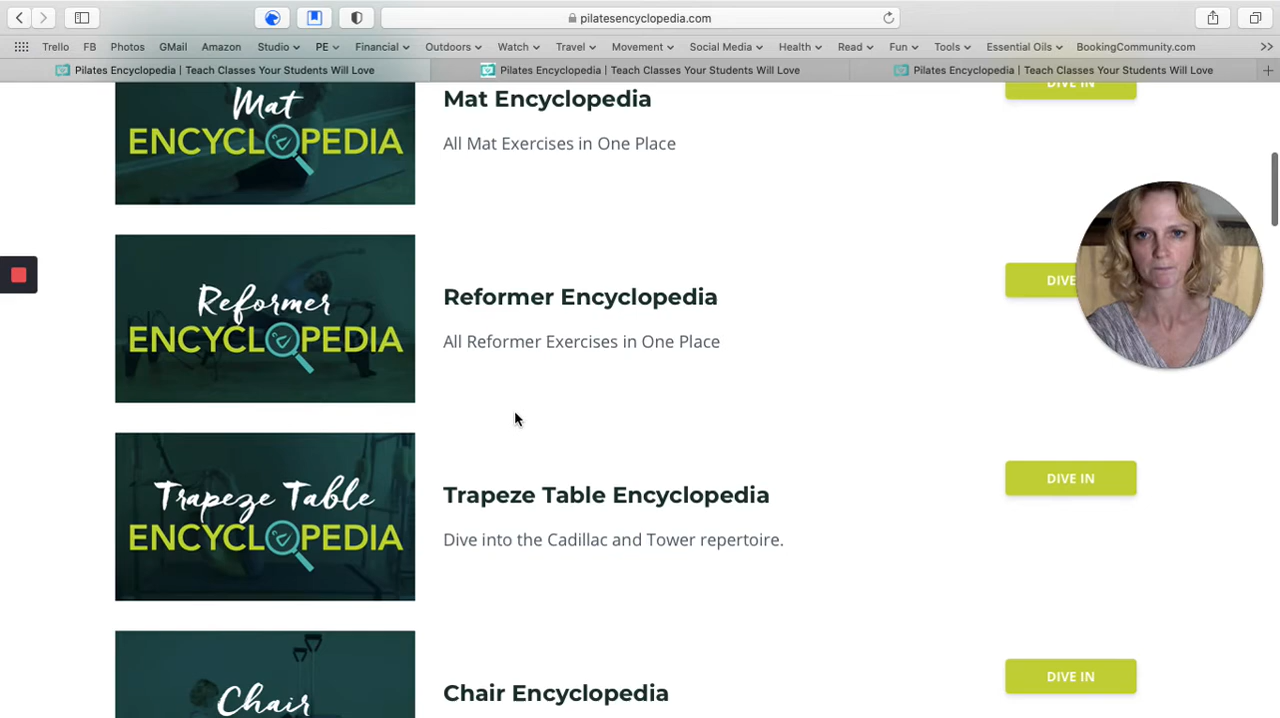 pilatesencyclopedia.com
Trello FB Photos GMail Amazon Studio PE Financial Outdoors Watch Travel Movement Social Media Health Read Fun Tools Essential Oils BookingCommunity.com
Pilates Encyclopedia | Teach Classes Your Students Will Love Pilates Encyclopedia | Teach Classes Your Students Will Love Pilates Encyclopedia | Teach Classes Your Students Will Love
Mat
ENCYCLOPEDIA
Mat Encyclopedia
All Mat Exercises in One Place
DIVE IN
Reformer
ENCYCLOPEDIA
Reformer Encyclopedia
All Reformer Exercises in One Place
DIVE
Trapeze Table
ENCYCLOPEDIA
Trapeze Table Encyclopedia
Dive into the Cadillac and Tower repertoire.
DIVE IN
Chair
Chair Encyclopedia
DIVE IN